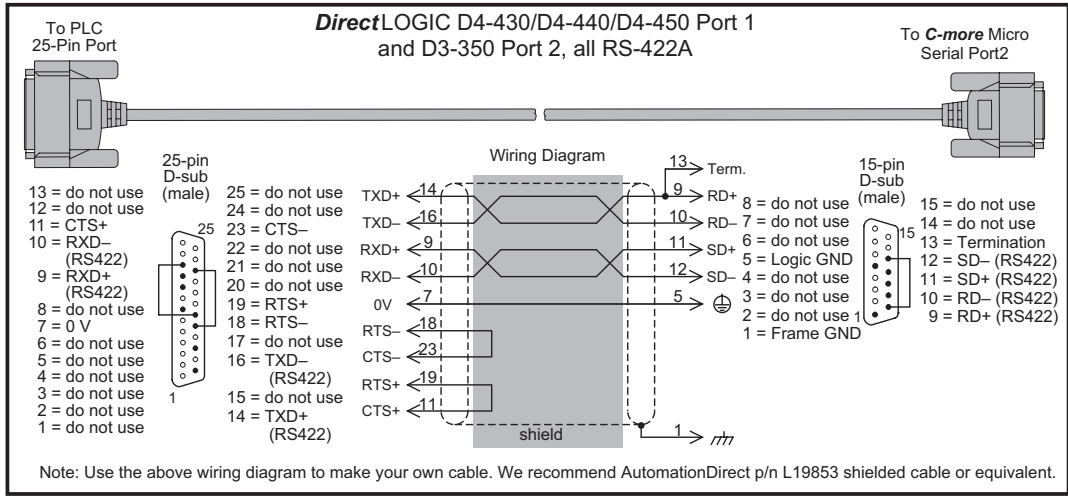 DirectLOGIC D4-430/D4-440/D4-450 Port 1
and D3-350 Port 2, all RS-422A
To PLC
25-Pin Port
To C-more Micro
Serial Port2
25-pin
D-sub
(male)
13 = do not use
12 = do not use
11 = CTS+
10 = RXD–
(RS422)
9 = RXD+
(RS422)
8 = do not use
7 = 0 V
6 = do not use
5 = do not use
4 = do not use
3 = do not use
2 = do not use
1 = do not use
25
1
25 = do not use
24 = do not use
23 = CTS–
22 = do not use
21 = do not use
20 = do not use
19 = RTS+
18 = RTS–
17 = do not use
16 = TXD–
(RS422)
15 = do not use
14 = TXD+
(RS422)
Wiring Diagram
TXD+ 14
TXD– 16
RXD+ 9
RXD– 10
0V 7
RTS– 18
CTS– 23
RTS+ 19
CTS+ 11
shield
13 Term.
9 RD+
10 RD–
11 SD+
12 SD–
5
1
15-pin
D-sub
(male)
8 = do not use
7 = do not use
6 = do not use
5 = Logic GND
4 = do not use
3 = do not use
2 = do not use
1 = Frame GND
15
1
15 = do not use
14 = do not use
13 = Termination
12 = SD– (RS422)
11 = SD+ (RS422)
10 = RD– (RS422)
9 = RD+ (RS422)
Note: Use the above wiring diagram to make your own cable. We recommend AutomationDirect p/n L19853 shielded cable or equivalent.